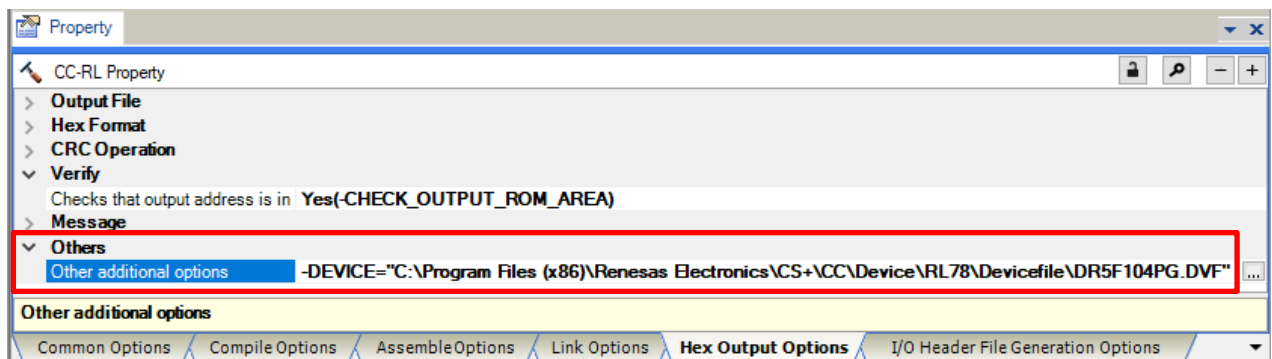 Property
CC-RL Property
Output File
Hex Format
CRC Operation
Verify
Checks that output address is in Yes(-CHECK_OUTPUT_ROM_AREA)
Message
Others
Other additional options -DEVICE="C:\Program Files (x86)\Renesas Electronics\CS+\CC\Device\RL78\Devicefile\DR5F104PG.DVF" ...
Other additional options
Common Options Compile Options Assemble Options Link Options Hex Output Options I/O Header File Generation Options